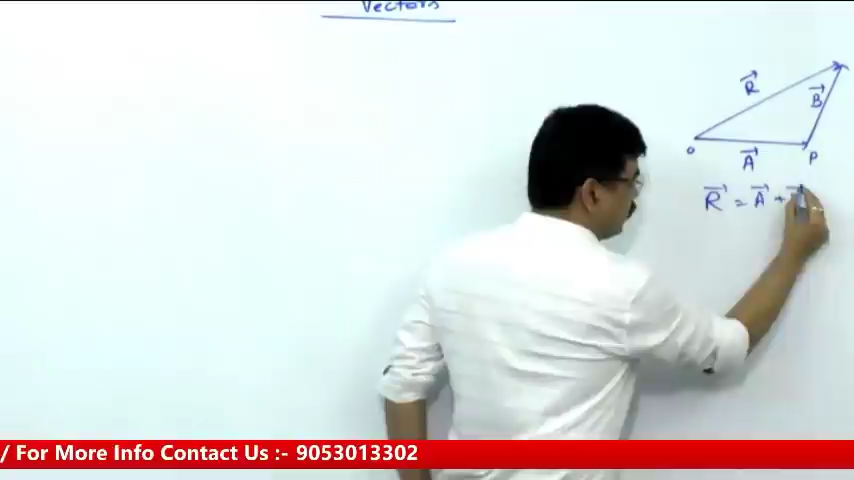 Vectors
R⃗
B⃗
O
A⃗
P
R⃗ = A⃗ +
/ For More Info Contact Us :- 9053013302